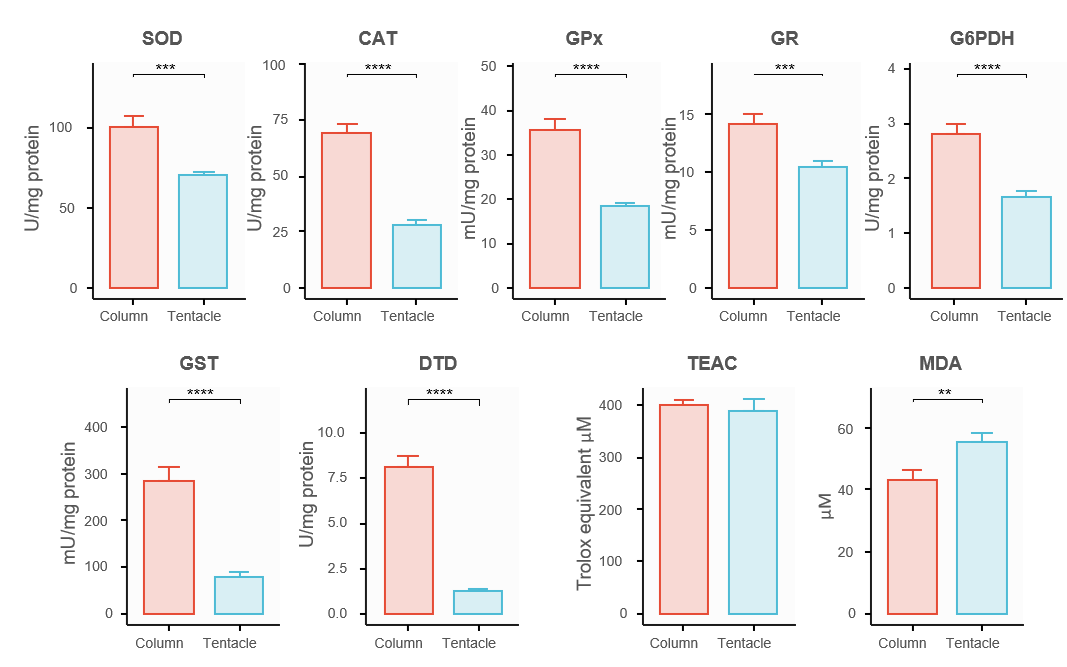 SOD
***
U/mg protein
100
50
0
Column Tentacle
CAT
****
U/mg protein
100
75
50
25
0
Column Tentacle
GPx
****
mU/mg protein
50
40
30
20
10
0
Column Tentacle
GR
***
mU/mg protein
15
10
5
0
Column Tentacle
G6PDH
****
U/mg protein
4
3
2
1
0
Column Tentacle
GST
****
mU/mg protein
400
300
200
100
0
Column Tentacle
DTD
****
U/mg protein
10.0
7.5
5.0
2.5
0.0
Column Tentacle
TEAC
Trolox equivalent µM
400
300
200
100
0
Column Tentacle
MDA
**
µM
60
40
20
0
Column Tentacle